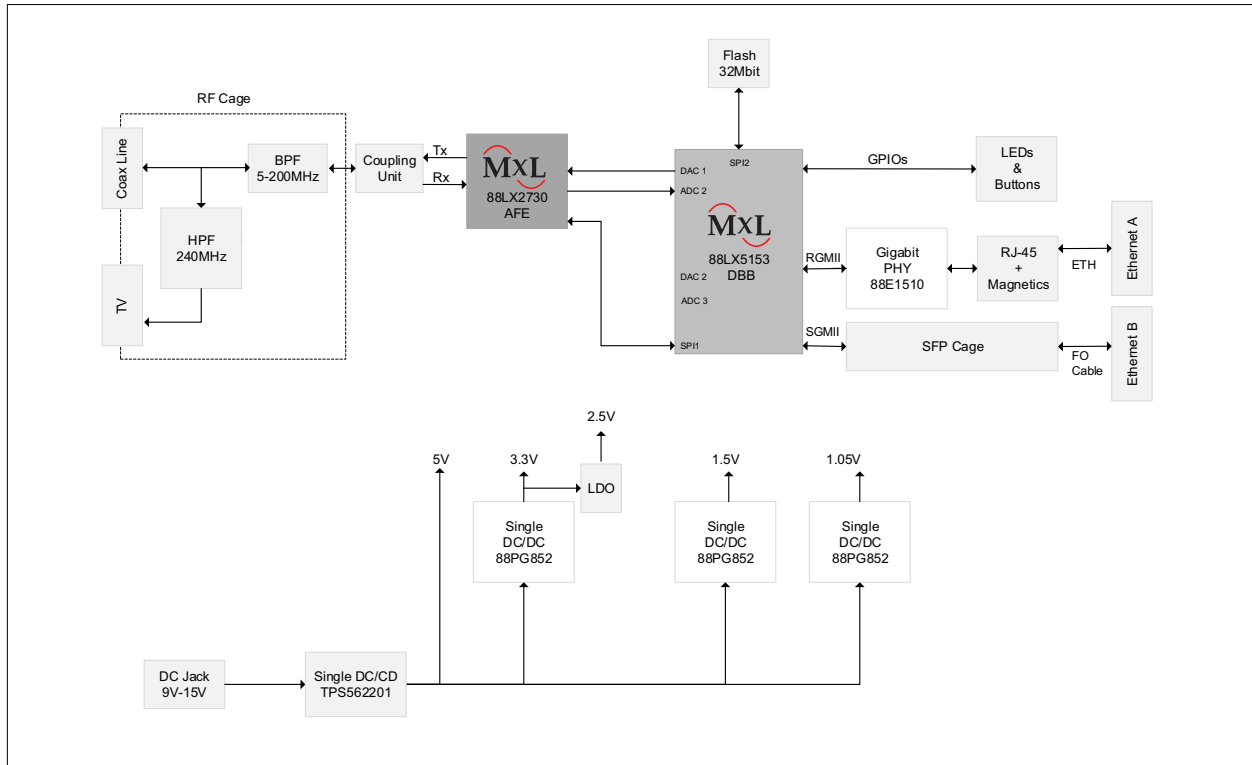 Flash
32Mbit
RF Cage
Coax Line
BPF
5-200MHz
Coupling
Unit
Tx
Rx
MXL
88LX2730
AFE
DAC 1
ADC 2
SPI2
MXL
88LX5153
DBB
DAC 2
ADC 3
SPI1
GPIOs
LEDs
&
Buttons
HPF
240MHz
TV
RGMII
Gigabit
PHY
88E1510
RJ-45
+
Magnetics
ETH
Ethernet A
SGMII
SFP Cage
FO
Cable
Ethernet B
2.5V
5V
3.3V
1.5V
1.05V
LDO
Single
DC/DC
88PG852
Single
DC/DC
88PG852
Single
DC/DC
88PG852
DC Jack
9V-15V
Single DC/CD
TPS562201